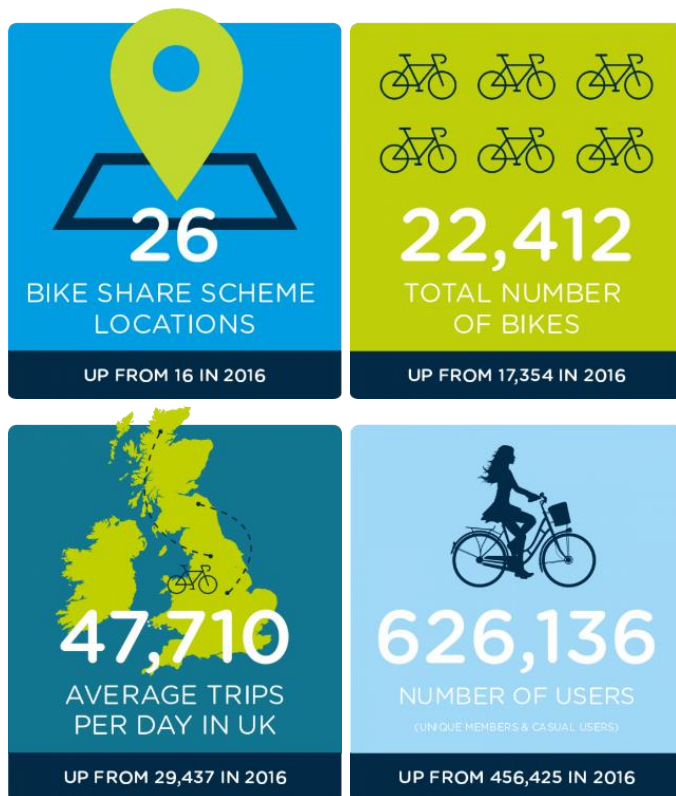 26
BIKE SHARE SCHEME
LOCATIONS
UP FROM 16 IN 2016
22,412
TOTAL NUMBER
OF BIKES
UP FROM 17,354 IN 2016
47,710
AVERAGE TRIPS
PER DAY IN UK
UP FROM 29,437 IN 2016
626,136
NUMBER OF USERS
(UNIQUE MEMBERS & CASUAL USERS)
UP FROM 456,425 IN 2016